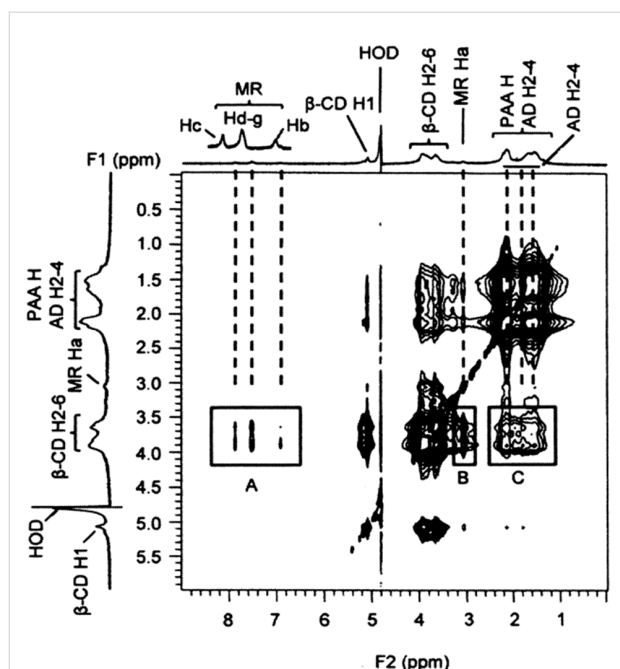 HOD
MR
Hc
Hd-g
Hb
β-CD H1
β-CD H2-6
MR Ha
PAA H
AD H2-4
AD H2-4
F1 (ppm)
0.5
1.0
1.5
2.0
2.5
3.0
3.5
4.0
4.5
5.0
5.5
PAA H
AD H2-4
MR Ha
β-CD H2-6
HOD
β-CD H1
A
B
C
8 7 6 5 4 3 2 1
F2 (ppm)